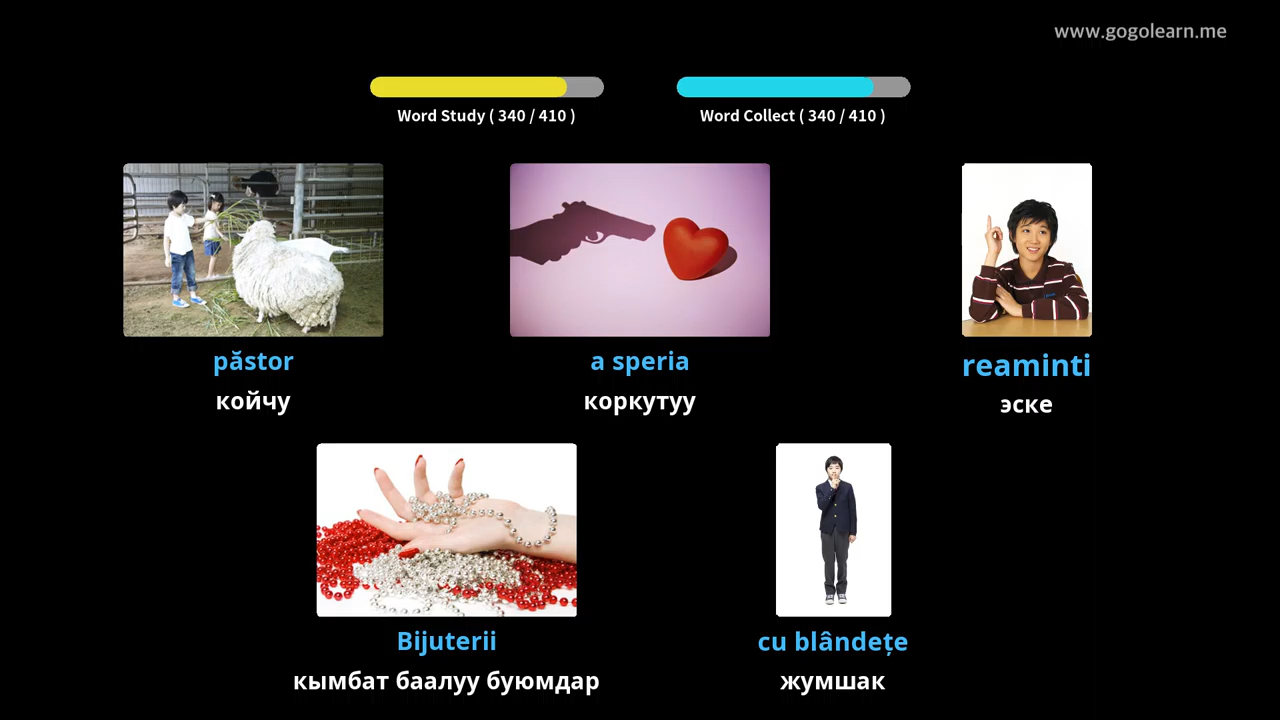 www.gogolearn.me
Word Study ( 340 / 410 )
Word Collect ( 340 / 410 )
păstor
койчу
a speria
коркутуу
reaminti
эске
Bijuterii
кымбат баалуу буюмдар
cu blândețe
жумшак